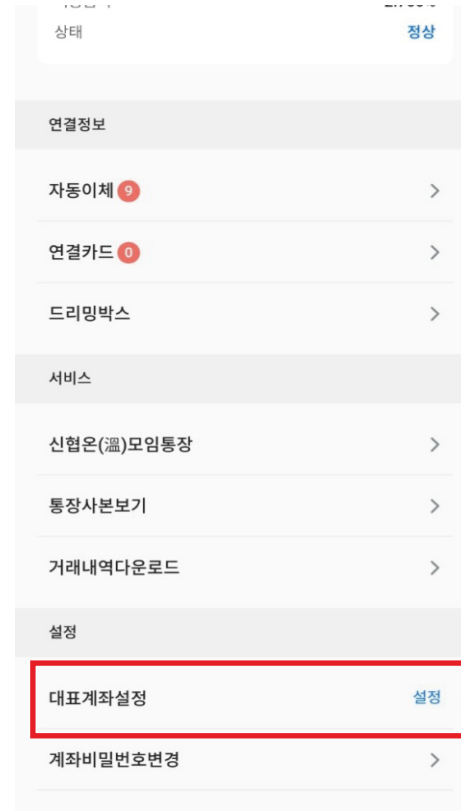 상태 정상
연결정보
자동이체 9
연결카드 0
드리밍박스
서비스
신협온(溫)모임통장
통장사본보기
거래내역다운로드
설정
대표계좌설정 설정
계좌비밀번호변경